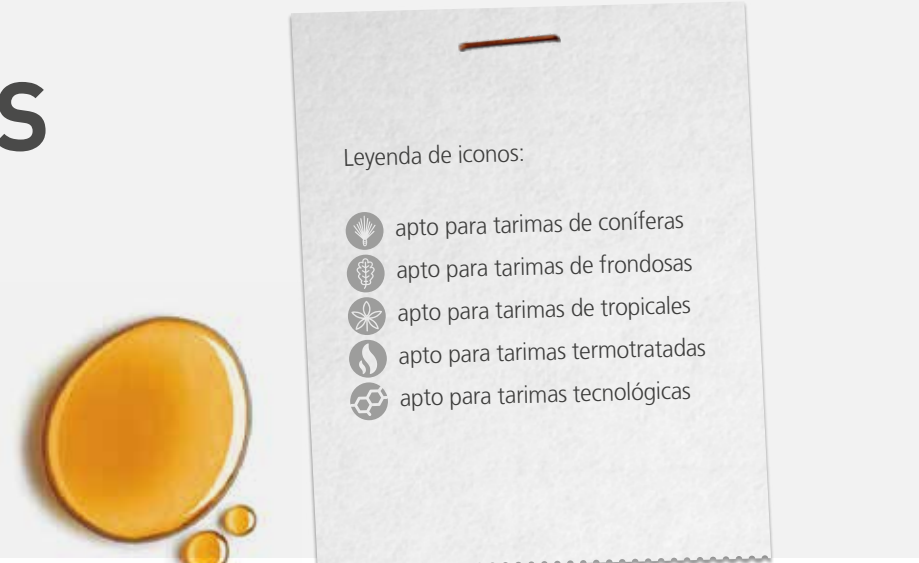 s
Leyenda de iconos:
apto para tarimas de coníferas
apto para tarimas de frondosas
apto para tarimas de tropicales
apto para tarimas termotratadas
apto para tarimas tecnológicas